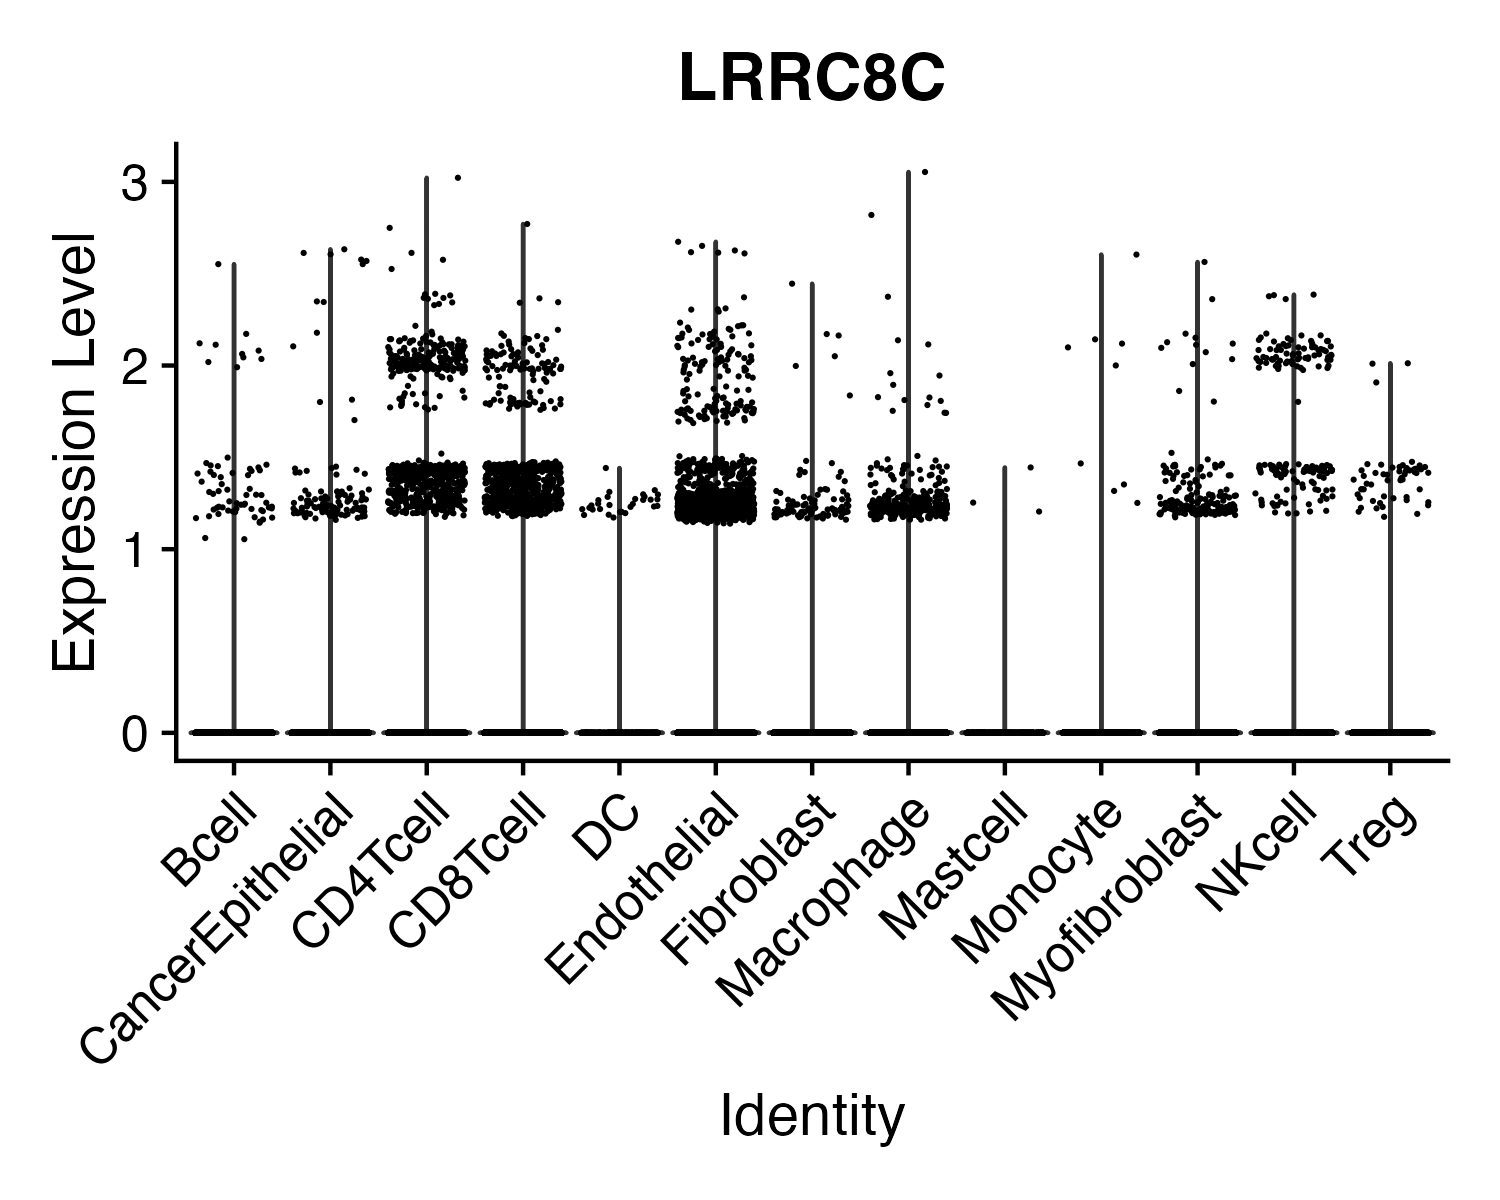 LRRC8C
Expression Level
3
2
1
0
Bcell
CancerEpithelial
CD4Tcell
CD8Tcell
DC
Endothelial
Fibroblast
Macrophage
Mastcell
Monocyte
Myofibroblast
NKcell
Treg
Identity